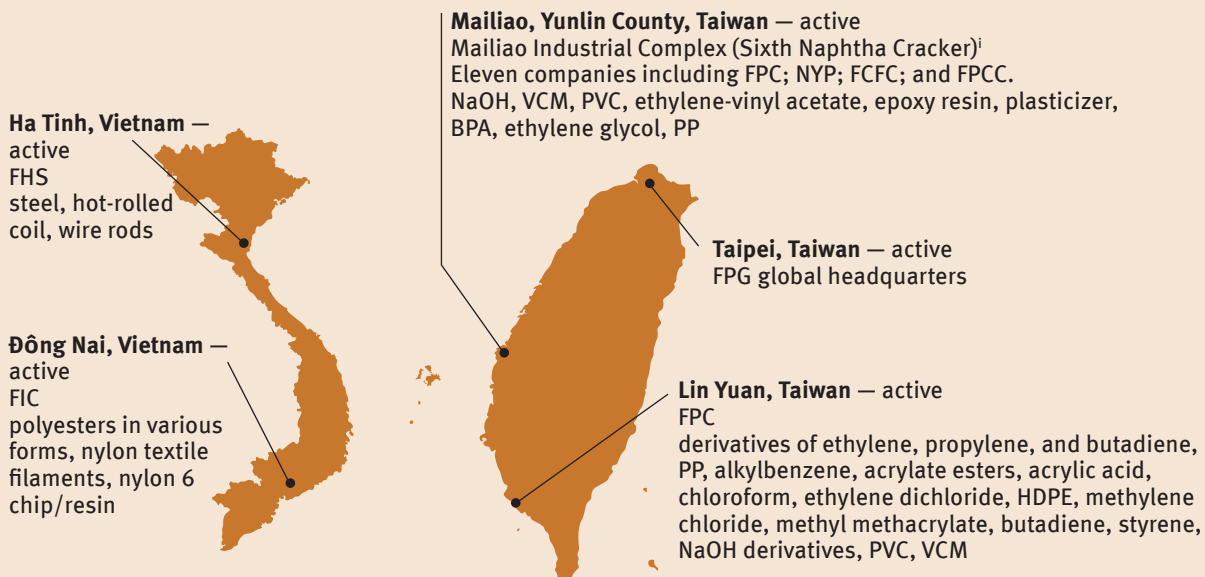 Mailiao, Yunlin County, Taiwan — active
Mailiao Industrial Complex (Sixth Naphtha Cracker)ⁱ
Eleven companies including FPC; NYP; FCFC; and FPCC.
NaOH, VCM, PVC, ethylene-vinyl acetate, epoxy resin, plasticizer,
BPA, ethylene glycol, PP
Ha Tinh, Vietnam —
active
FHS
steel, hot-rolled
coil, wire rods
Taipei, Taiwan — active
FPG global headquarters
Đông Nai, Vietnam —
active
FIC
polyesters in various
forms, nylon textile
filaments, nylon 6
chip/resin
Lin Yuan, Taiwan — active
FPC
derivatives of ethylene, propylene, and butadiene,
PP, alkylbenzene, acrylate esters, acrylic acid,
chloroform, ethylene dichloride, HDPE, methylene
chloride, methyl methacrylate, butadiene, styrene,
NaOH derivatives, PVC, VCM